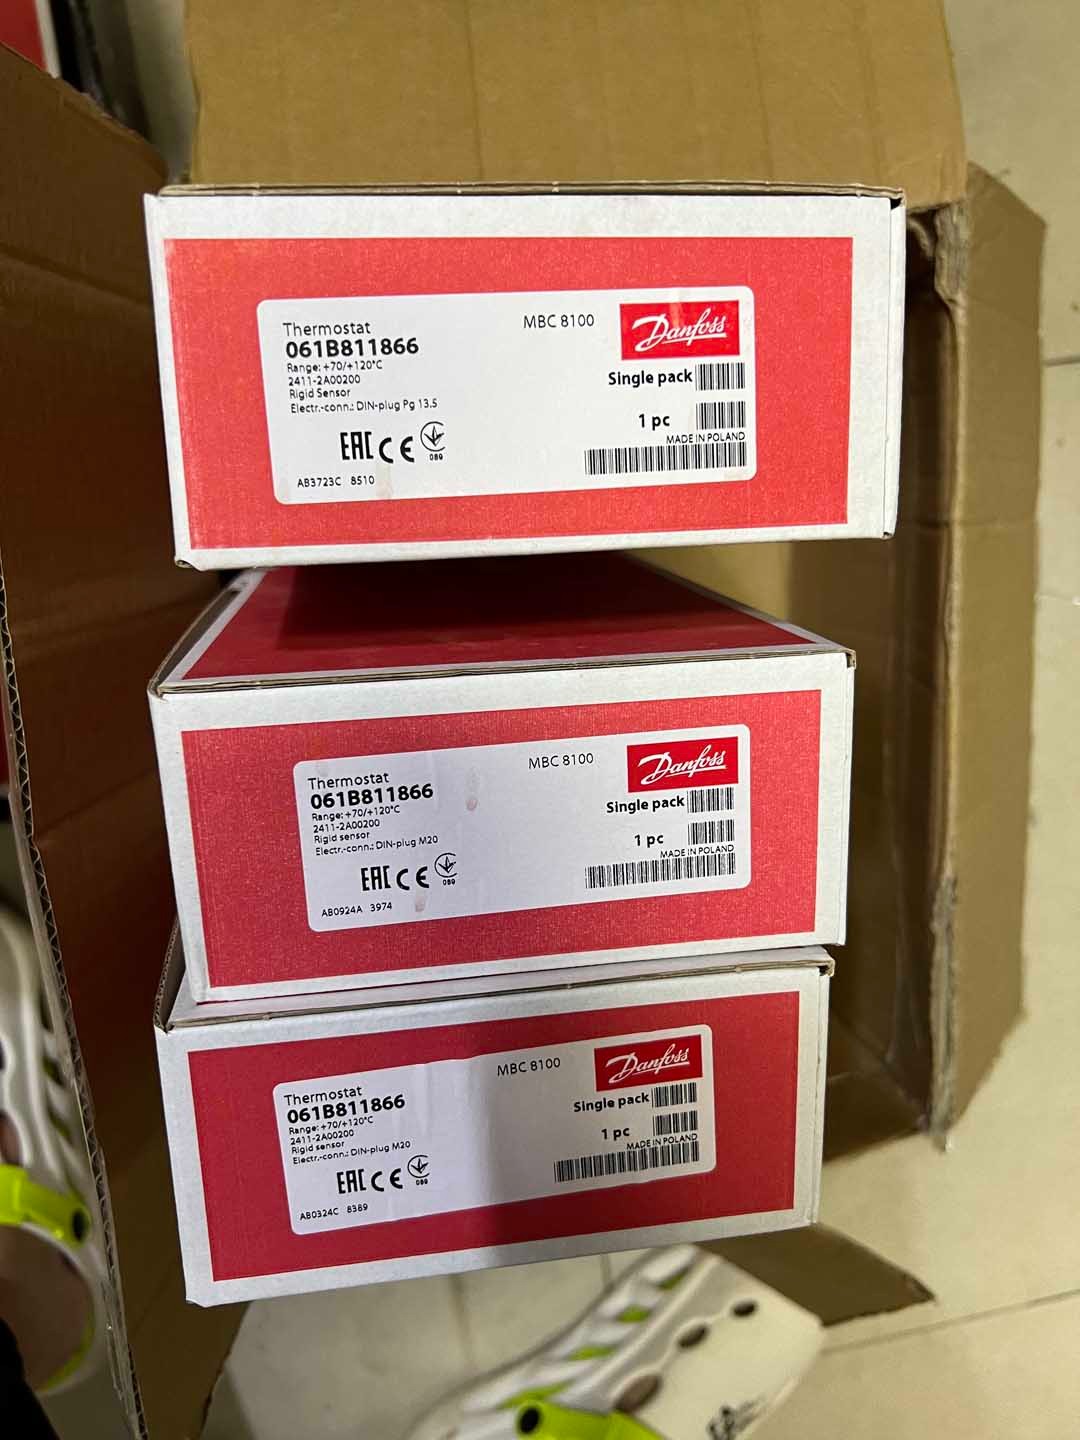 Thermostat
061B811866
Range: +70/+120°C
2411-2A00200
Rigid Sensor
Electr.-conn.: DIN-plug Pg 13.5
MBC 8100
Danfoss
Single pack
1 pc
MADE IN POLAND
EAC CE
089
AB3723C 8510
Thermostat
061B811866
Range: +70/+120°C
2411-2A00200
Rigid sensor
Electr.-conn.: DIN-plug M20
MBC 8100
Danfoss
Single pack
1 pc
MADE IN POLAND
EAC CE
089
AB0924A 3974
Thermostat
061B811866
Range: +70/+120°C
2411-2A00200
Rigid sensor
Electr.-conn.: DIN-plug M20
MBC 8100
Danfoss
Single pack
1 pc
MADE IN POLAND
EAC CE
089
AB0324C 8389